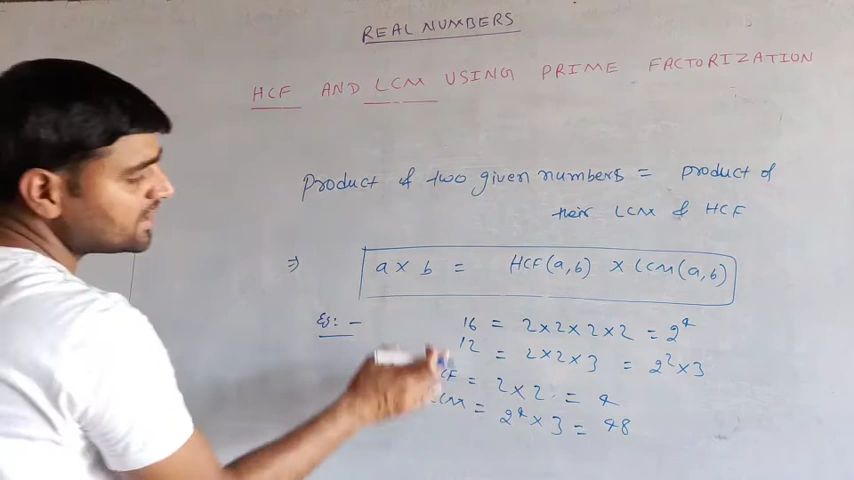 REAL NUMBERS
HCF AND LCM USING PRIME FACTORIZATION
Product of two given numbers = product of
their LCM & HCF
⇒ a × b = HCF(a,b) × LCM(a,b)
Eg: -
16 = 2×2×2×2 = 2⁴
12 = 2×2×3 = 2²×3
= 2×2 = 4
= 2⁴×3 = 48